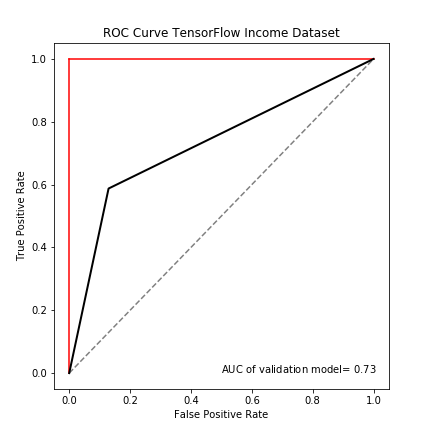 ROC Curve TensorFlow Income Dataset
1.0
0.8
0.6
0.4
0.2
0.0
True Positive Rate
AUC of validation model= 0.73
0.0 0.2 0.4 0.6 0.8 1.0
False Positive Rate